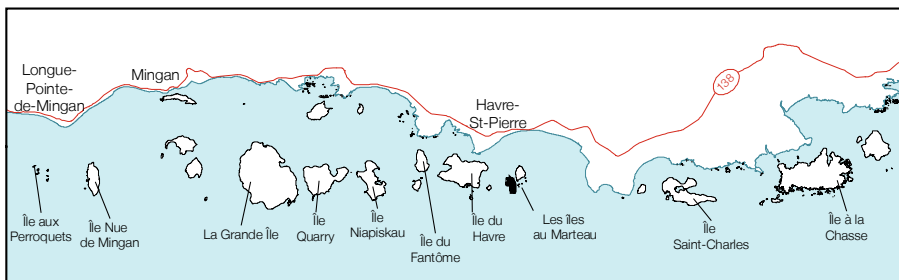 Longue-
Pointe-
de-Mingan
Mingan
138
Havre-
St-Pierre
Île aux
Perroquets
Île Nue
de Mingan
La Grande Île
Île
Quarry
Île
Niapiskau
Île du
Fantôme
Île du
Havre
Les îles
au Marteau
Île
Saint-Charles
Île à la
Chasse